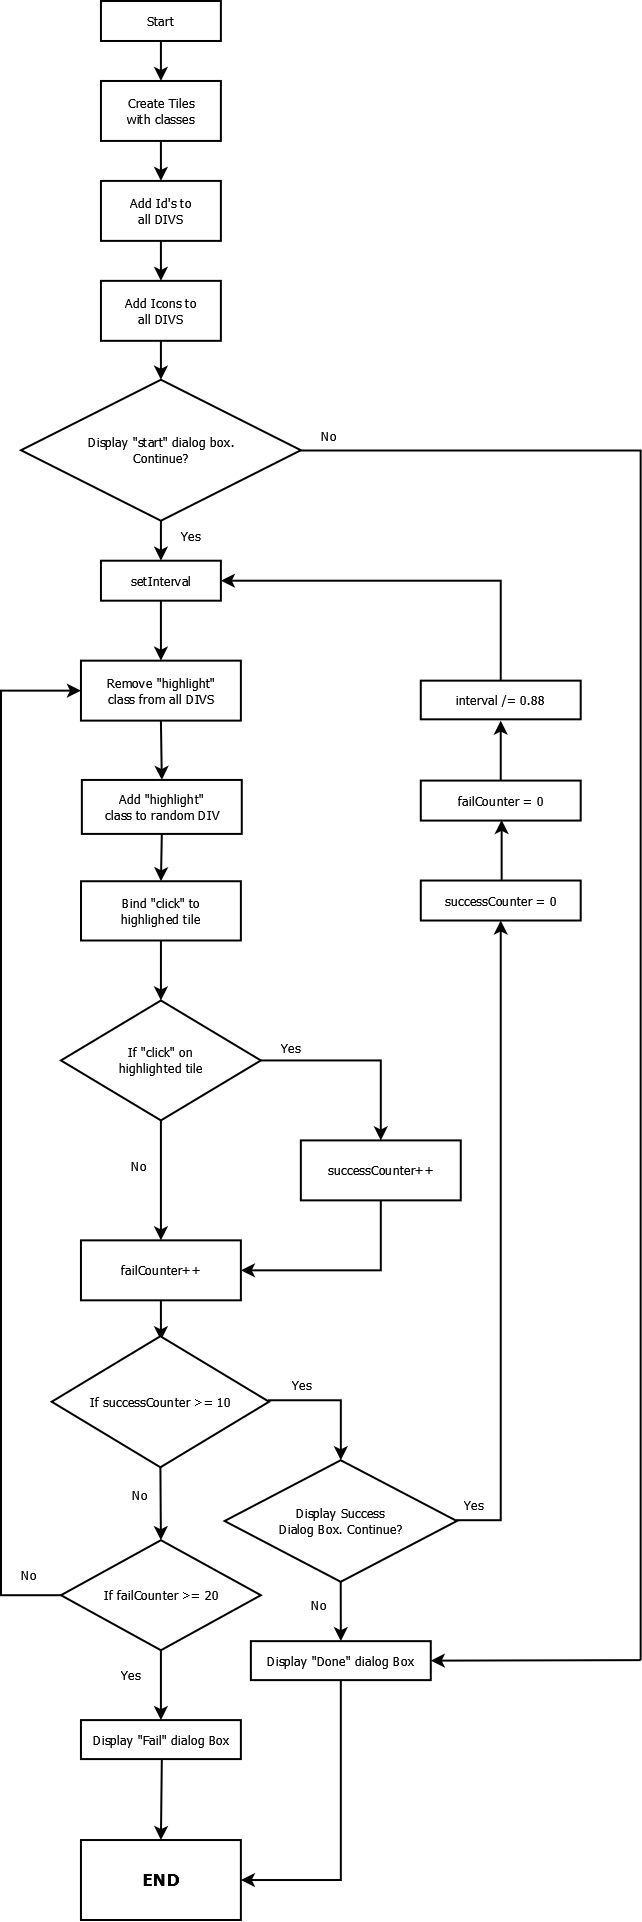 Start
Create Tiles
with classes
Add Id's to
all DIVS
Add Icons to
all DIVS
Display "start" dialog box.
Continue?
No
Yes
setInterval
Remove "highlight"
class from all DIVS
interval /= 0.88
Add "highlight"
class to random DIV
failCounter = 0
Bind "click" to
highlighed tile
successCounter = 0
If "click" on
highlighted tile
Yes
No
successCounter++
failCounter++
If successCounter >= 10
Yes
No
Display Success
Dialog Box. Continue?
Yes
No
If failCounter >= 20
No
Yes
Display "Done" dialog Box
Display "Fail" dialog Box
END